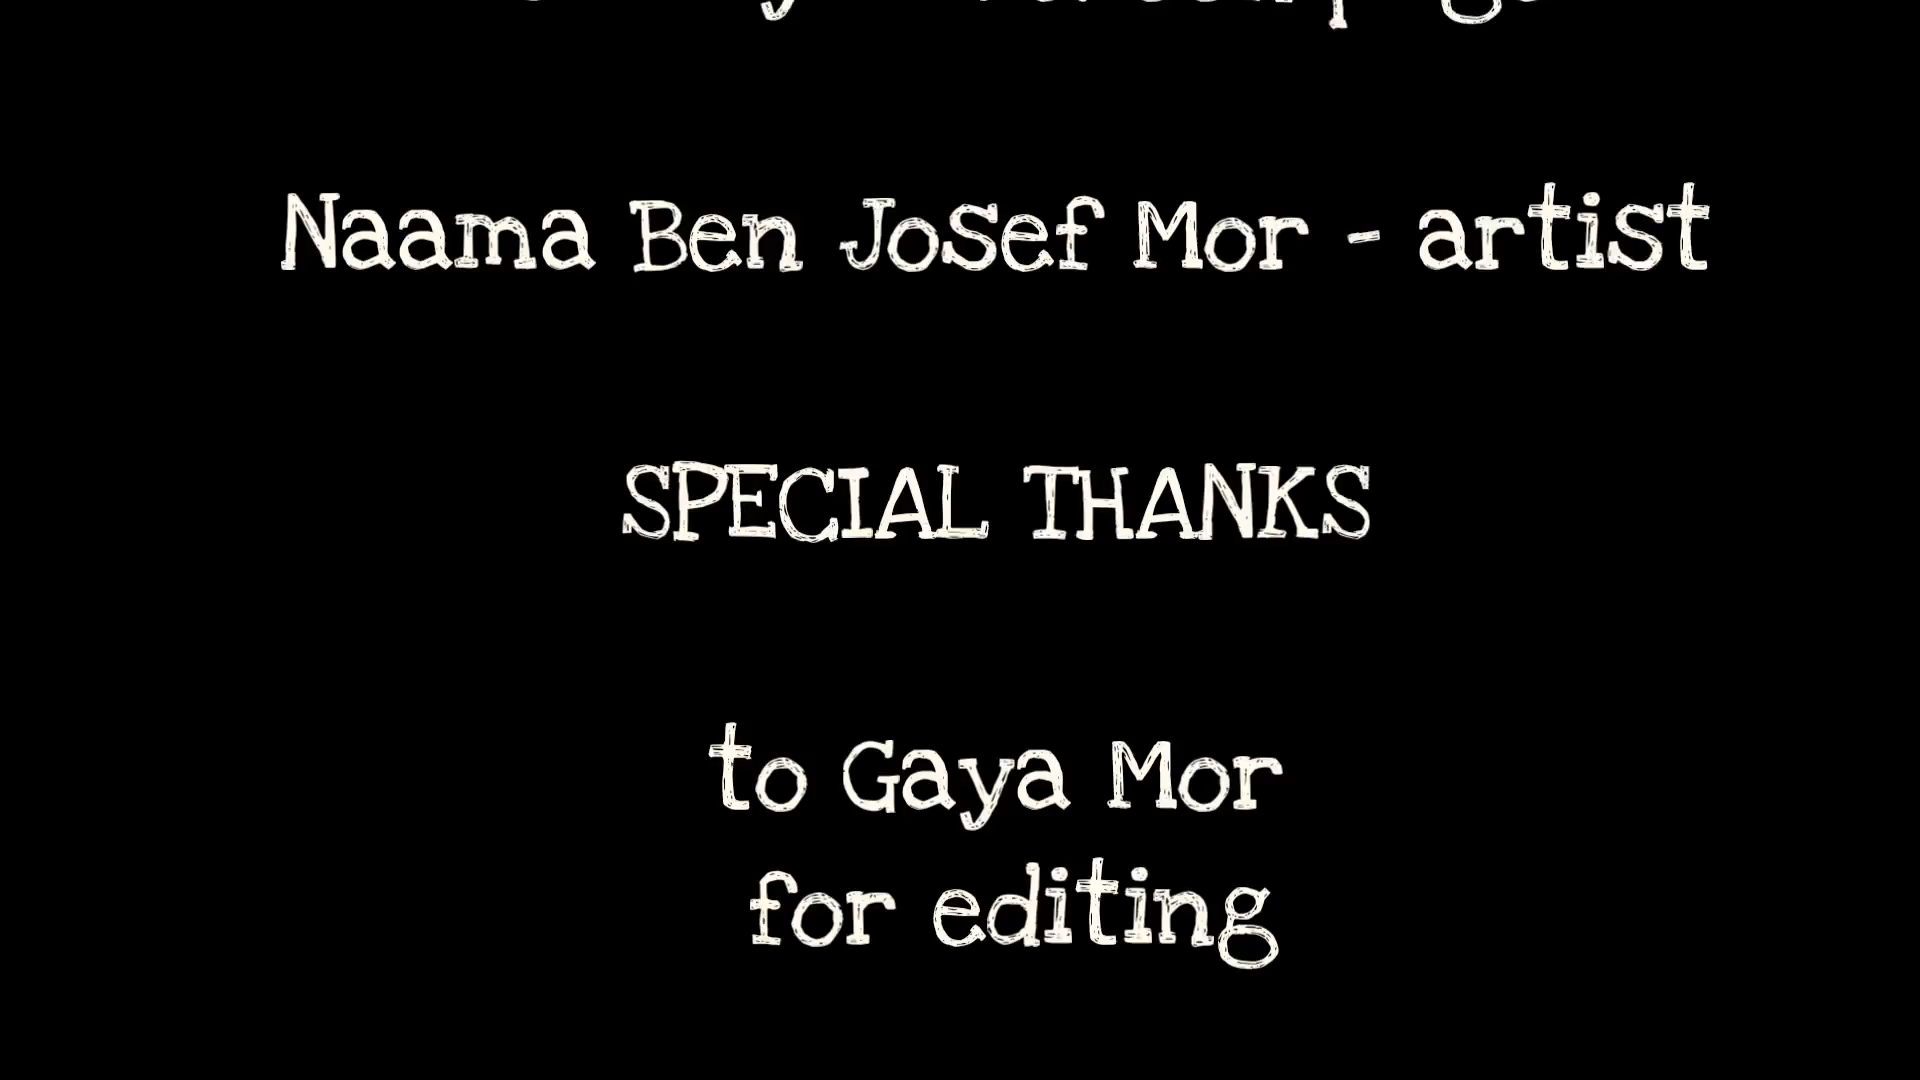 Naama Ben Josef Mor - artist
SPECIAL THANKS
to Gaya Mor
for editing